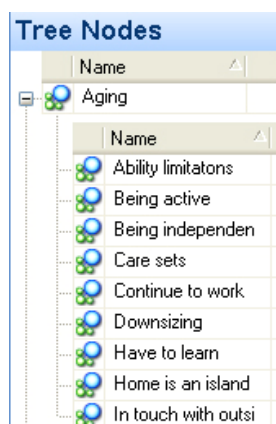 Tree Nodes
Name
Aging
Name
Ability limitatons
Being active
Being independen
Care sets
Continue to work
Downsizing
Have to learn
Home is an island
In touch with outsi